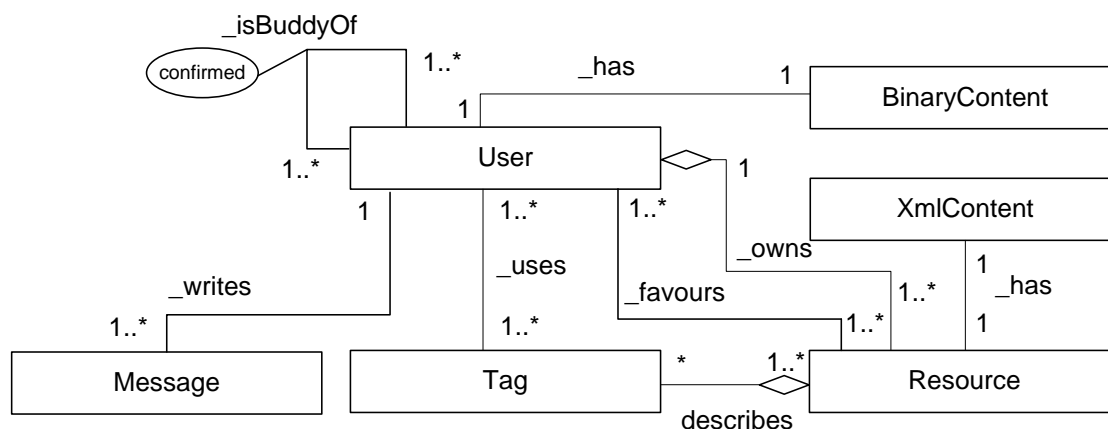 _isBuddyOf
confirmed
1..*
_has
1
BinaryContent
1
User
1..*
1
1
1..*
1..*
XmlContent
_owns
1
_uses
_writes
_favours
1..*
_has
1..*
1..*
1..*
1
Message
Tag
*
1..*
Resource
describes